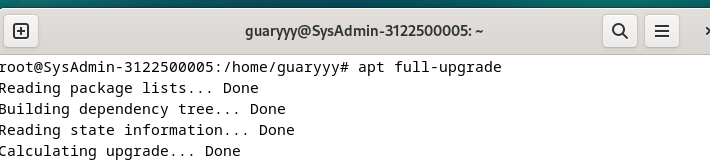 guaryyy@SysAdmin-3122500005: ~
root@SysAdmin-3122500005:/home/guaryyy# apt full-upgrade
Reading package lists... Done
Building dependency tree... Done
Reading state information... Done
Calculating upgrade... Done